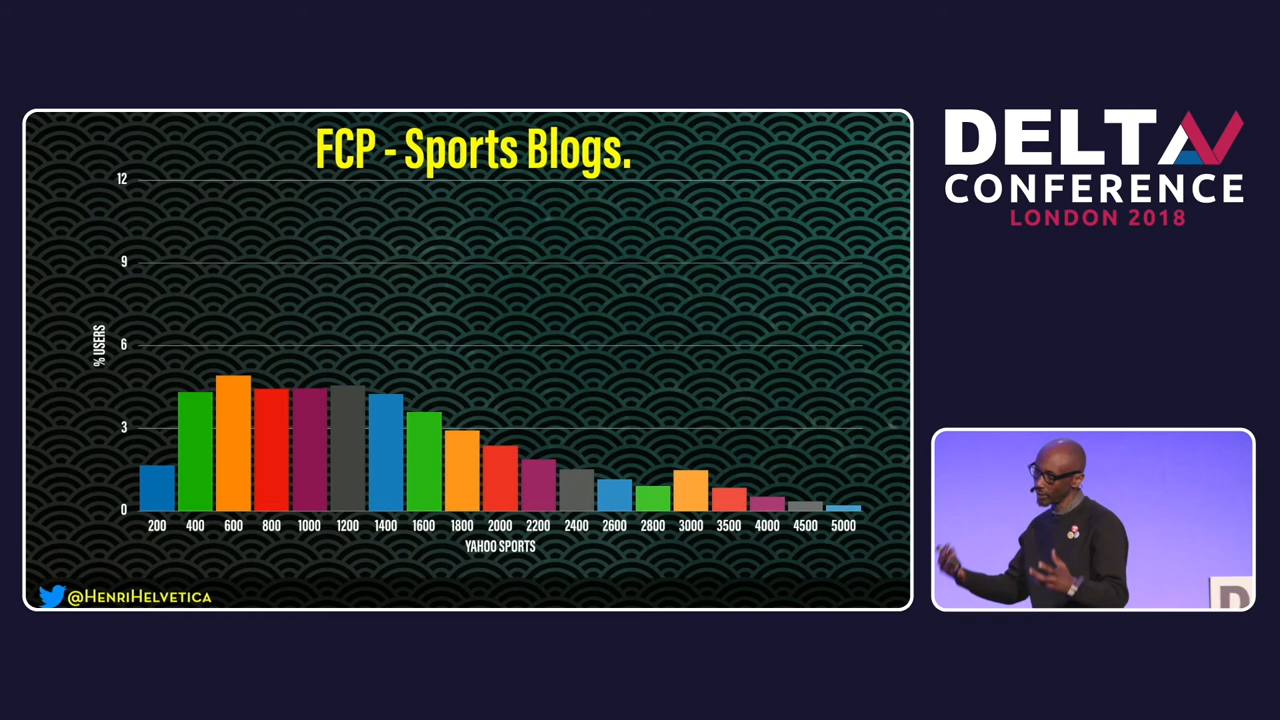 FCP - Sports Blogs.
12
9
6
3
0
% USERS
200 400 600 800 1000 1200 1400 1600 1800 2000 2200 2400 2600 2800 3000 3500 4000 4500 5000
YAHOO SPORTS
@HENRIHELVETICA
DELTA V
CONFERENCE
LONDON 2018
D